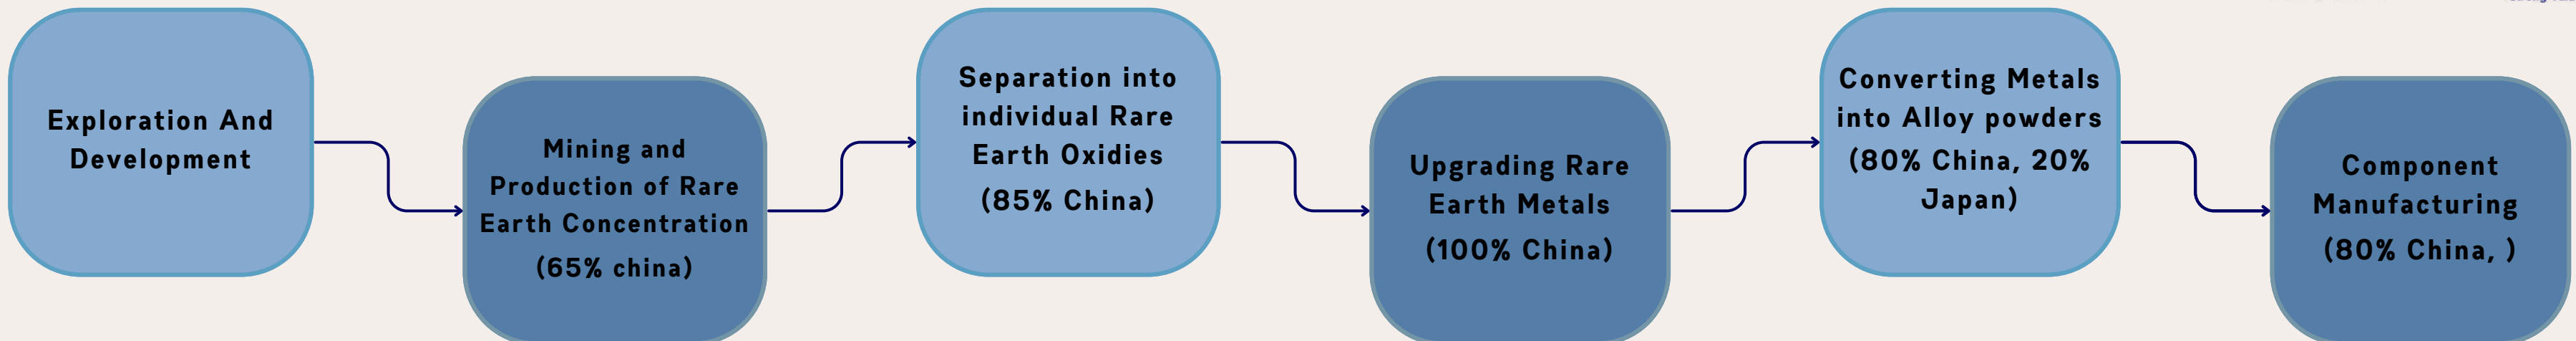 Exploration And
Development
Mining and
Production of Rare
Earth Concentration
(65% china)
Separation into
individual Rare
Earth Oxidies
(85% China)
Upgrading Rare
Earth Metals
(100% China)
Converting Metals
into Alloy powders
(80% China, 20%
Japan)
Component
Manufacturing
(80% China, )